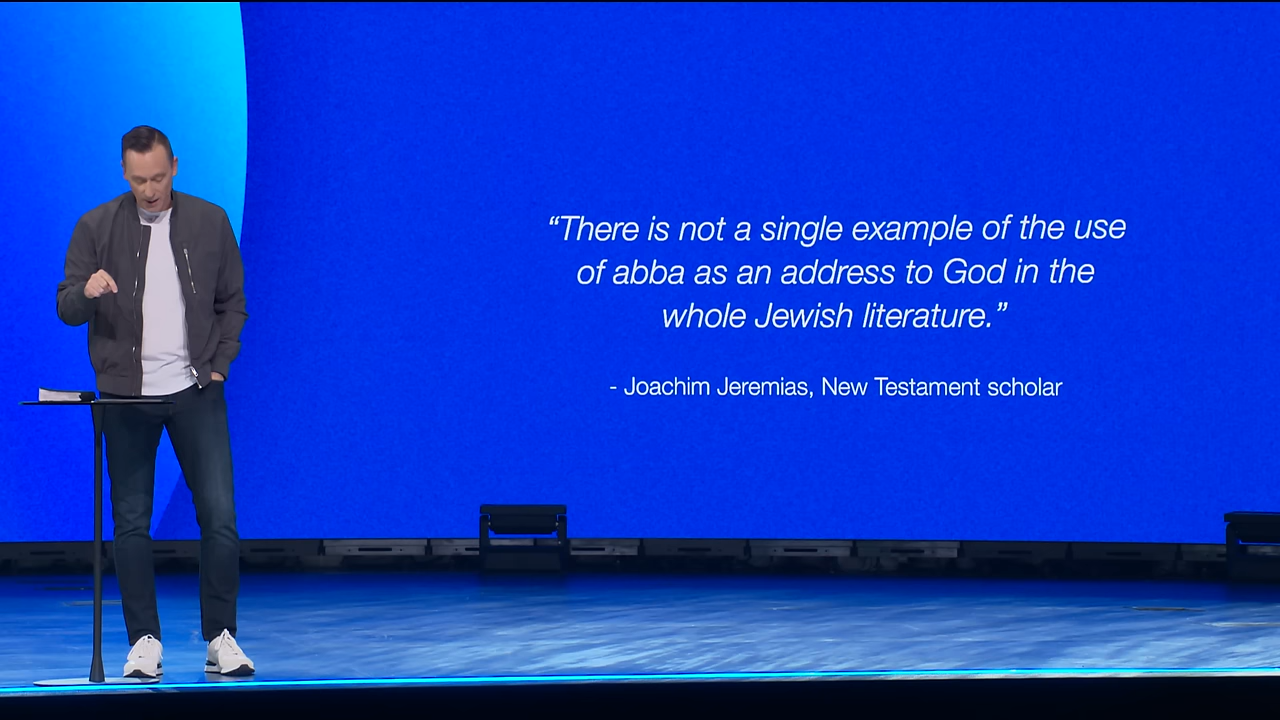 “There is not a single example of the use
of abba as an address to God in the
whole Jewish literature.”
- Joachim Jeremias, New Testament scholar